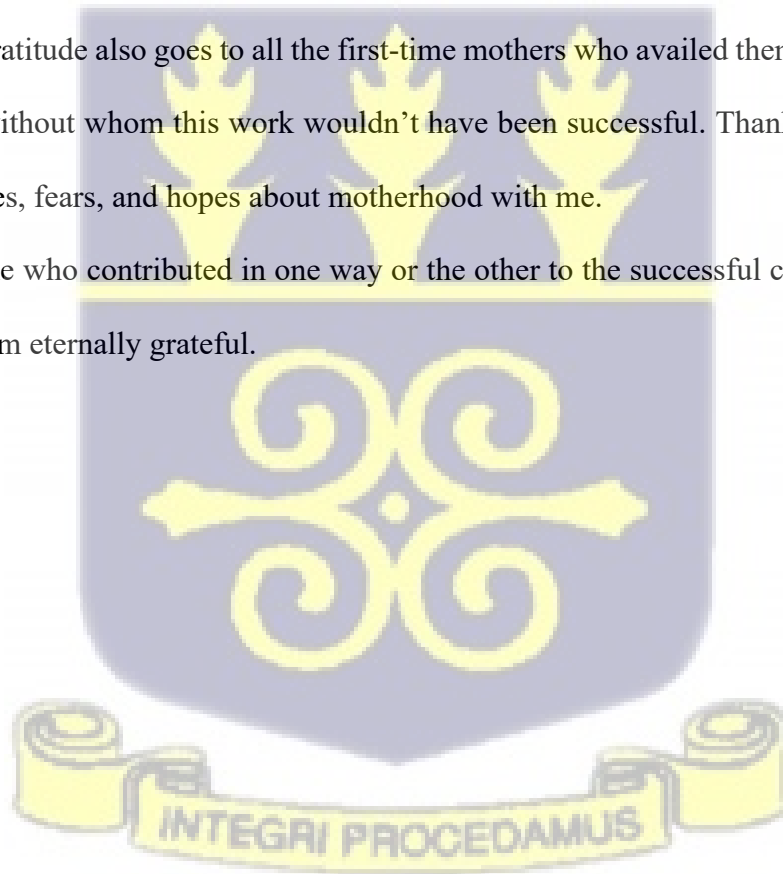 ratitude also goes to all the first-time mothers who availed
ithout whom this work wouldn't have been successful.
es, fears, and hopes about motherhood with me.
e who contributed in one way or the other to the successful
m eternally grateful.
INTEGRI PROCEDAMUS